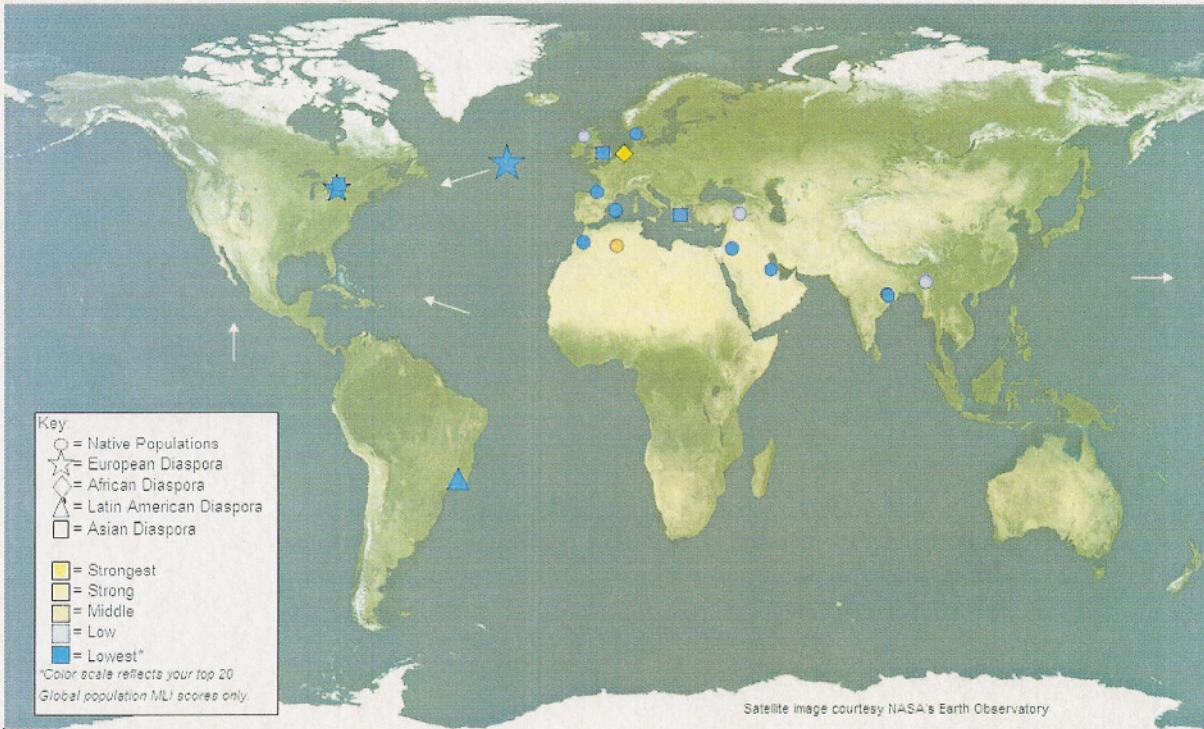 Key:
= Native Populations
= European Diaspora
= African Diaspora
= Latin American Diaspora
= Asian Diaspora
= Strongest
= Strong
= Middle
= Low
= Lowest*
*Color scale reflects your top 20
Global population MLI scores only.
Satellite image courtesy NASA's Earth Observatory